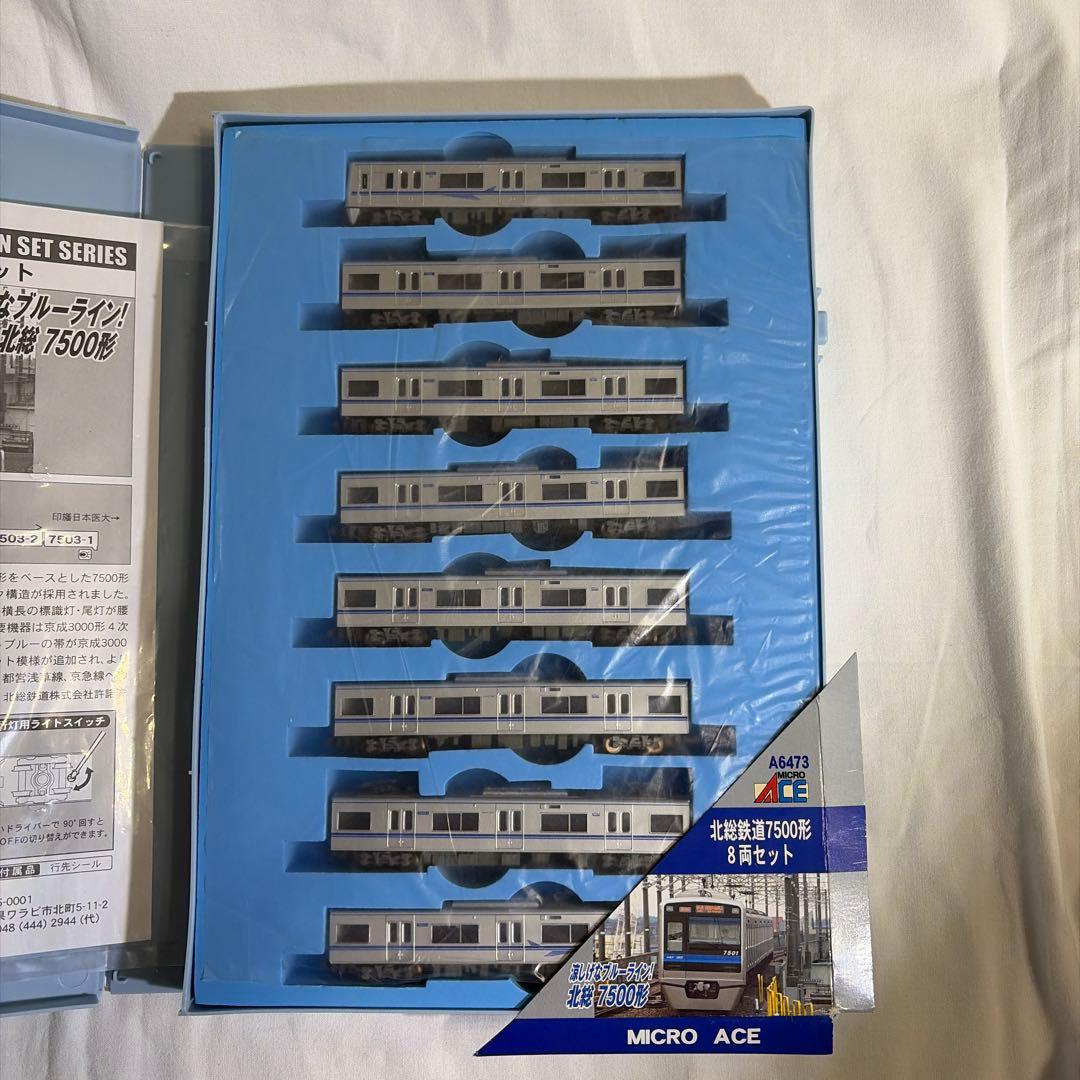 N SET SERIES
セット
なブルーライン!
北総 7500形
印旛日本医大→
503-2 7503-1
形をベースとした7500形
ク構造が採用されました。
横長の標識灯・尾灯が腰
要機器は京成3000形4次
ブルーの帯が京成3000
ット模様が追加され、よ
都営浅草線、京急線へ
北総鉄道株式会社許諾済
灯用ライトスイッチ
ドライバーで90°回すと
OFFの切り替えができます。
付属品 行先シール
5-0001
県ワラビ市北町5-11-2
048 (444) 2944 (代)
A6473
MICRO
ACE
北総鉄道7500形
8両セット
7501
涼しげなブルーライン!
北総 7500形
MICRO ACE